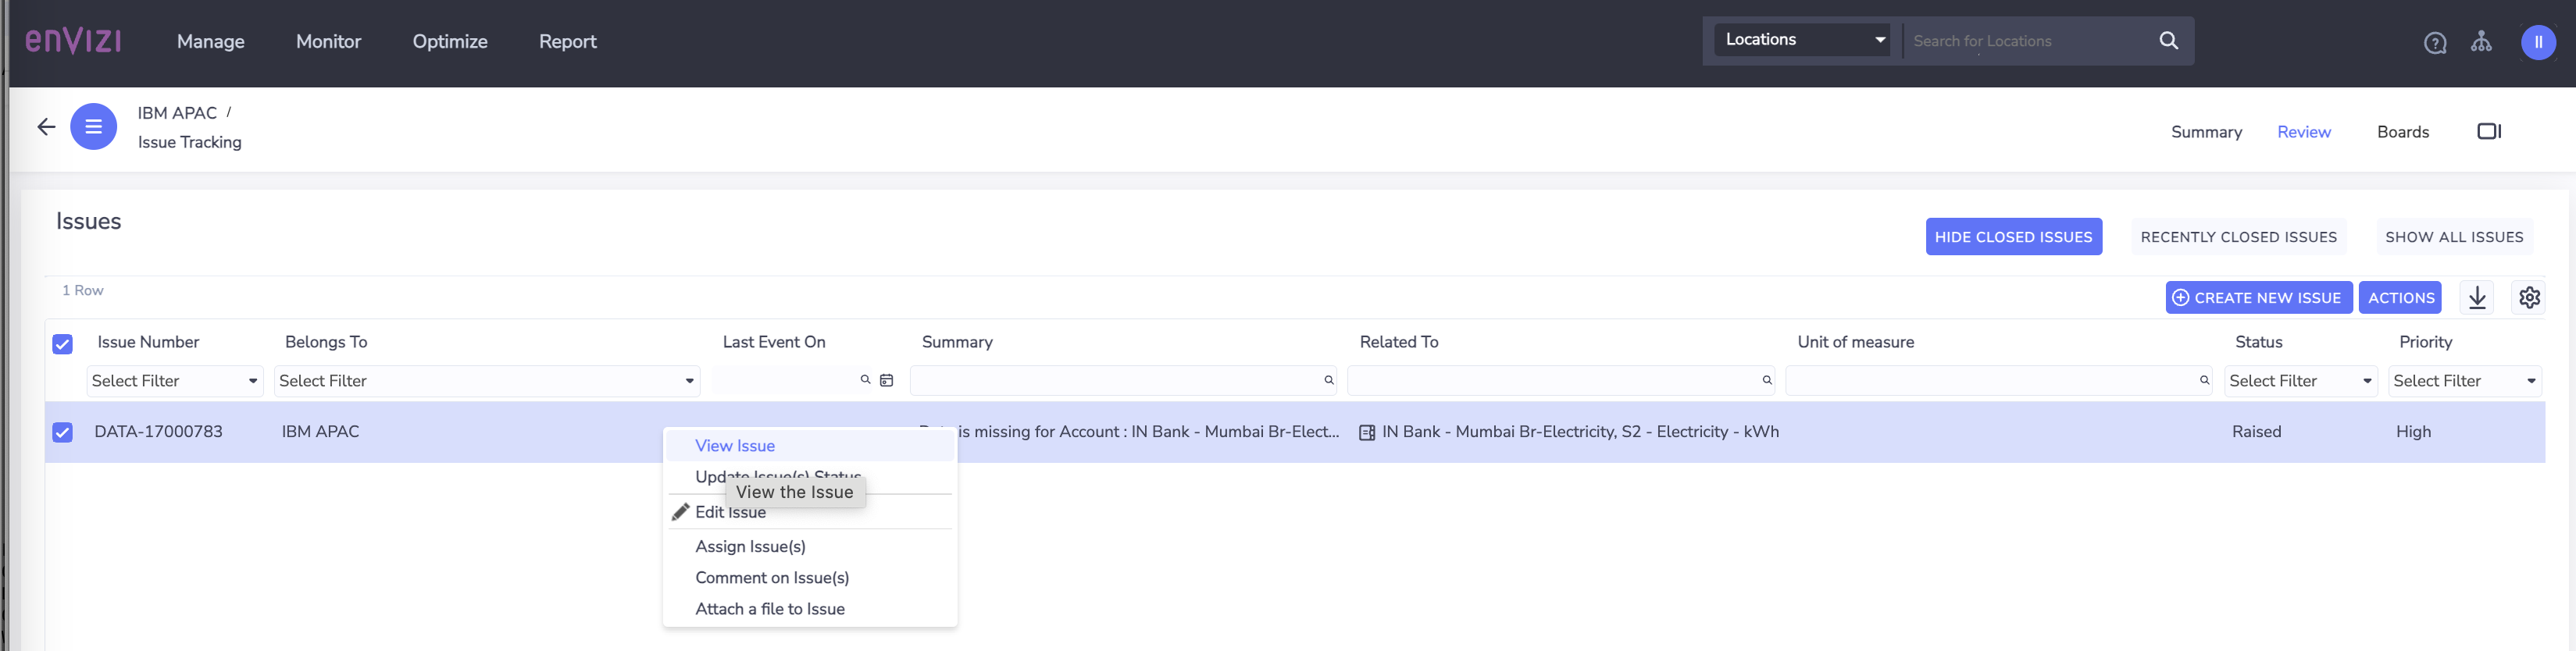 enVIZI Manage Monitor Optimize Report Locations Search for Locations II
IBM APAC /
Issue Tracking
Summary Review Boards
Issues
HIDE CLOSED ISSUES RECENTLY CLOSED ISSUES SHOW ALL ISSUES
1 Row
CREATE NEW ISSUE ACTIONS
Issue Number Belongs To Last Event On Summary Related To Unit of measure Status Priority
Select Filter Select Filter Select Filter Select Filter
DATA-17000783 IBM APAC is missing for Account : IN Bank - Mumbai Br-Elect... IN Bank - Mumbai Br-Electricity, S2 - Electricity - kWh Raised High
View Issue
Update Issue(s) Status
View the Issue
Edit Issue
Assign Issue(s)
Comment on Issue(s)
Attach a file to Issue